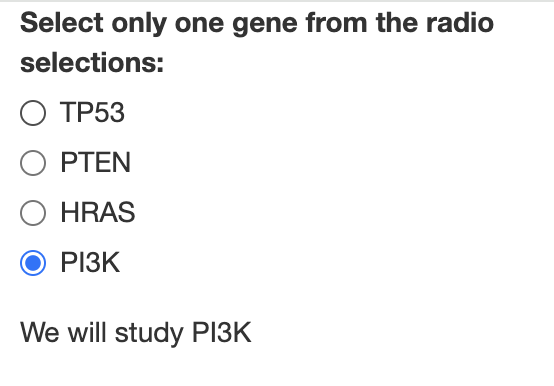 Select only one gene from the radio
selections:
TP53
PTEN
HRAS
PI3K
We will study PI3K